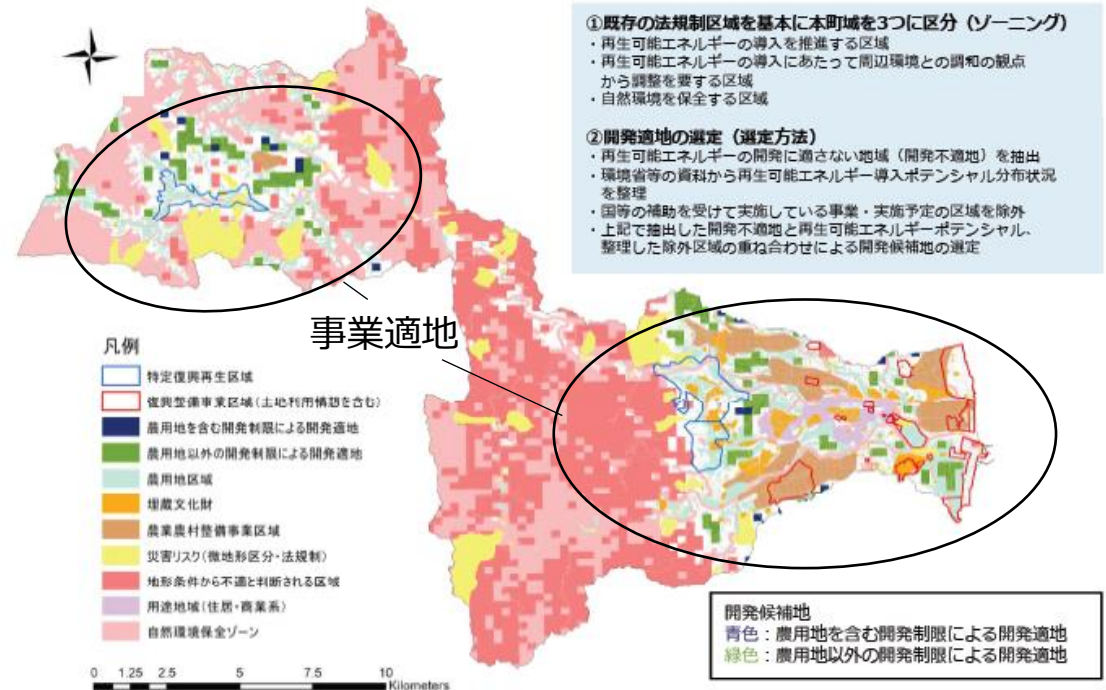 ①既存の法規制区域を基本に本町域を3つに区分（ゾーニング）
・再生可能エネルギーの導入を推進する区域
・再生可能エネルギーの導入にあたって周辺環境との調和の観点
から調整を要する区域
・自然環境を保全する区域
②開発適地の選定（選定方法）
・再生可能エネルギーの開発に適さない地域（開発不適地）を抽出
・環境省等の資料から再生可能エネルギー導入ポテンシャル分布状況
を整理
・国等の補助を受けて実施している事業・実施予定の区域を除外
・上記で抽出した開発不適地と再生可能エネルギーポテンシャル、
整理した除外区域の重ね合わせによる開発候補地の選定
事業適地
凡例
特定復興再生区域
復興整備事業区域(土地利用構想を含む)
農用地を含む開発制限による開発適地
農用地以外の開発制限による開発適地
農用地区域
埋蔵文化財
農業農村整備事業区域
災害リスク(微地形区分・法規制)
地形条件から不適と判断される区域
用途地域(住居・商業系)
自然環境保全ゾーン
0 1.25 2.5 5 7.5 10
Kilometers
開発候補地
青色：農用地を含む開発制限による開発適地
緑色：農用地以外の開発制限による開発適地